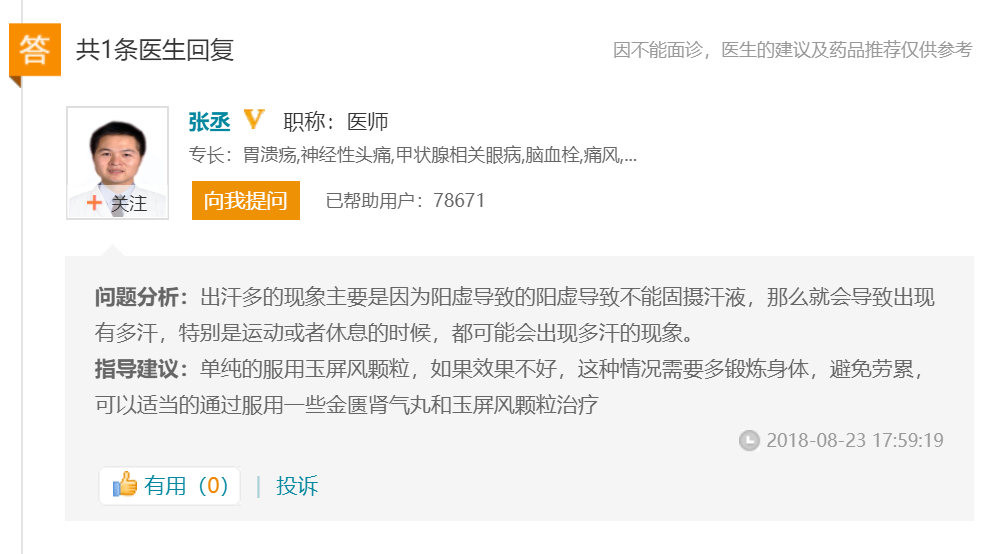 答 共1条医生回复 因不能面诊，医生的建议及药品推荐仅供参考
张丞 V 职称：医师
专长：胃溃疡,神经性头痛,甲状腺相关眼病,脑血栓,痛风,...
+ 关注 向我提问 已帮助用户：78671
问题分析：出汗多的现象主要是因为阳虚导致的阳虚导致不能固摄汗液，那么就会导致出现
有多汗，特别是运动或者休息的时候，都可能会出现多汗的现象。
指导建议：单纯的服用玉屏风颗粒，如果效果不好，这种情况需要多锻炼身体，避免劳累，
可以适当的通过服用一些金匮肾气丸和玉屏风颗粒治疗
2018-08-23 17:59:19
有用（0） | 投诉